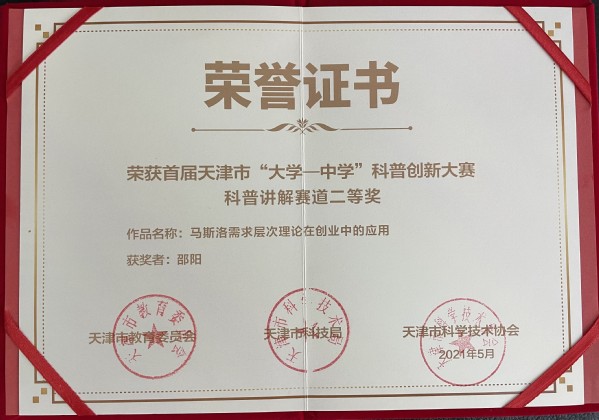 荣誉证书
荣获首届天津市“大学—中学”科普创新大赛
科普讲解赛道二等奖
作品名称：马斯洛需求层次理论在创业中的应用
获奖者：邵阳
天津市教育委员会
天津市科技局
天津市科学技术协会
2021年5月